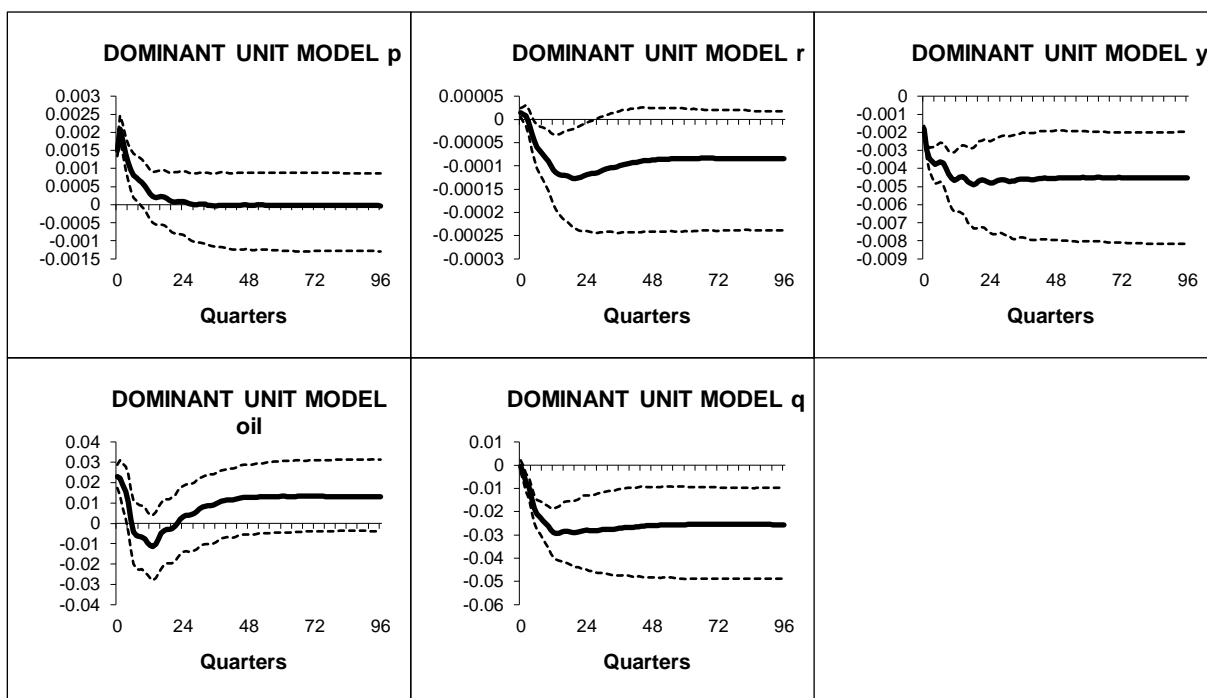 DOMINANT UNIT MODEL p
0.003
0.0025
0.002
0.0015
0.001
0.0005
0
-0.0005
-0.001
-0.0015
0 24 48 72 96
Quarters
DOMINANT UNIT MODEL r
0.00005
0
-0.00005
-0.0001
-0.00015
-0.0002
-0.00025
-0.0003
0 24 48 72 96
Quarters
DOMINANT UNIT MODEL y
0
-0.001
-0.002
-0.003
-0.004
-0.005
-0.006
-0.007
-0.008
-0.009
0 24 48 72 96
Quarters
DOMINANT UNIT MODEL
oil
0.04
0.03
0.02
0.01
0
-0.01
-0.02
-0.03
-0.04
0 24 48 72 96
Quarters
DOMINANT UNIT MODEL q
0.01
0
-0.01
-0.02
-0.03
-0.04
-0.05
-0.06
0 24 48 72 96
Quarters